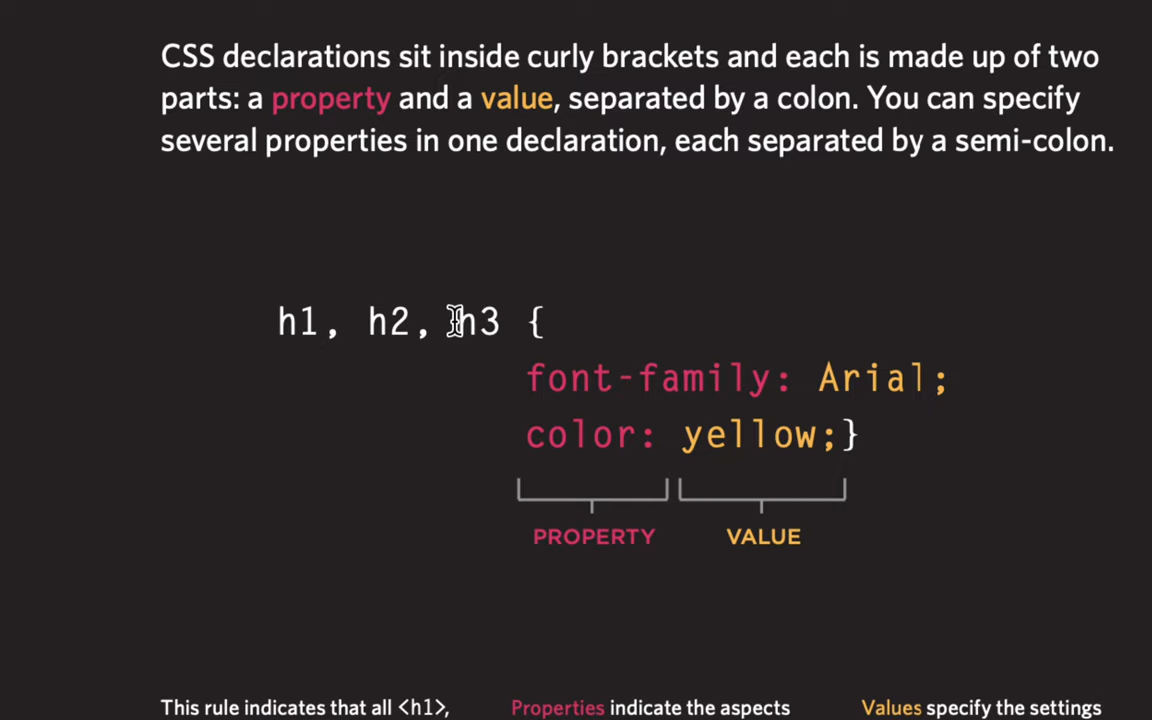 CSS declarations sit inside curly brackets and each is made up of two
parts: a property and a value, separated by a colon. You can specify
several properties in one declaration, each separated by a semi-colon.
h1, h2, h3 {
font-family: Arial;
color: yellow;}
PROPERTY VALUE
This rule indicates that all <h1>, Properties indicate the aspects Values specify the settings